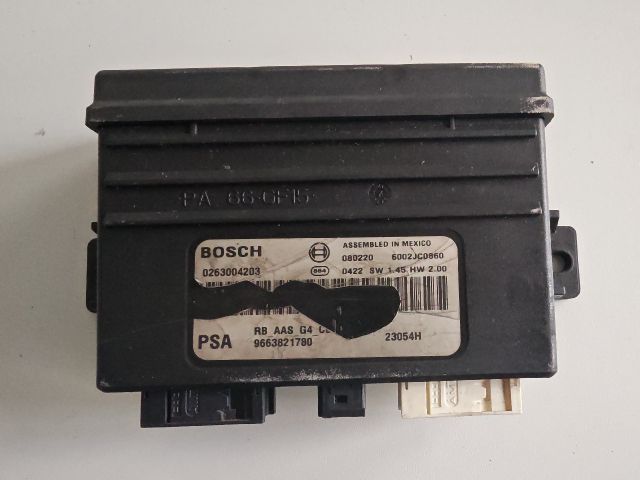 PA 66-GF15
BOSCH
ASSEMBLED IN MEXICO
0263004203
080220 6002JC0860
864 0422 SW 1.45 HW 2.00
PSA
RB AAS G4
9663821780
23054H